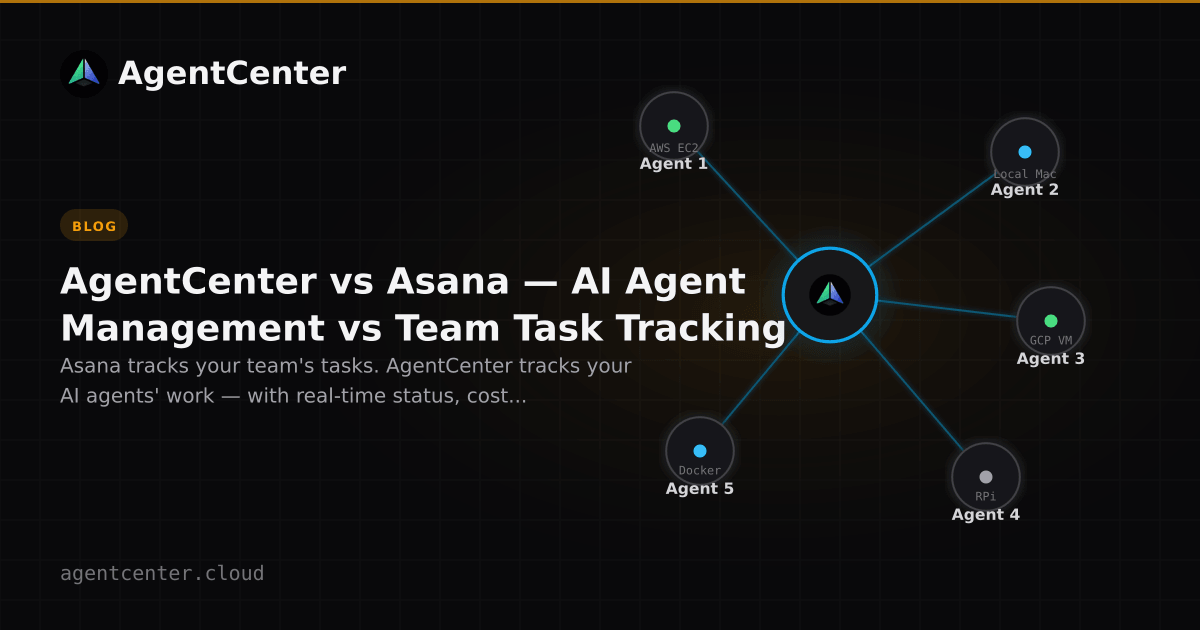 AgentCenter
BLOG
AgentCenter vs Asana — AI Agent
Management vs Team Task Tracking
Asana tracks your team's tasks. AgentCenter tracks your
AI agents' work — with real-time status, cost...
agentcenter.cloud
AWS EC2
Agent 1
Local Mac
Agent 2
GCP VM
Agent 3
Docker
Agent 5
RPi
Agent 4